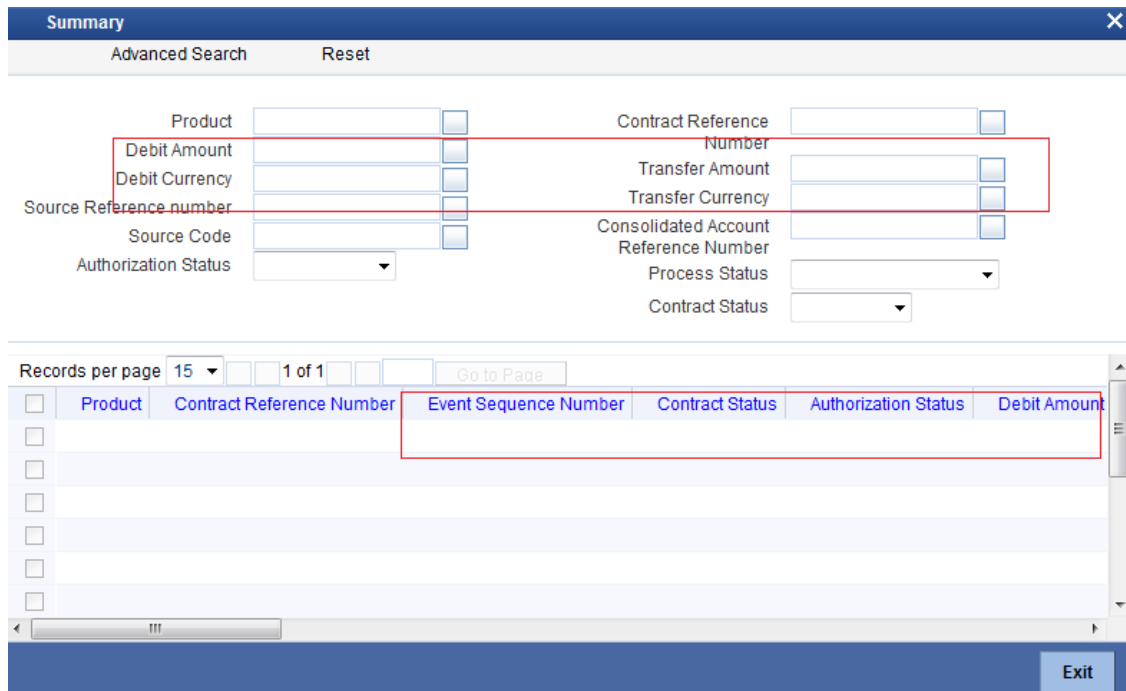 Summary
Advanced Search Reset
Product
Debit Amount
Debit Currency
Source Reference number
Source Code
Authorization Status
Contract Reference
Number
Transfer Amount
Transfer Currency
Consolidated Account
Reference Number
Process Status
Contract Status
Records per page 15 1 of 1 Go to Page
Product Contract Reference Number Event Sequence Number Contract Status Authorization Status Debit Amount
Exit